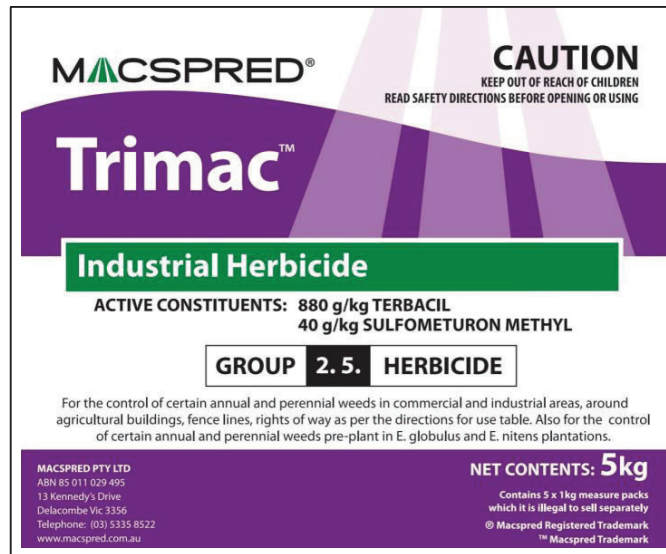 MACSPRED®
CAUTION
KEEP OUT OF REACH OF CHILDREN
READ SAFETY DIRECTIONS BEFORE OPENING OR USING
Trimac™
Industrial Herbicide
ACTIVE CONSTITUENTS: 880 g/kg TERBACIL
40 g/kg SULFOMETURON METHYL
GROUP 2. 5. HERBICIDE
For the control of certain annual and perennial weeds in commercial and industrial areas, around
agricultural buildings, fence lines, rights of way as per the directions for use table. Also for the control
of certain annual and perennial weeds pre-plant in E. globulus and E. nitens plantations.
MACSPRED PTY LTD
ABN 85 011 029 495
13 Kennedy's Drive
Delacombe Vic 3356
Telephone: (03) 5335 8522
www.macspred.com.au
NET CONTENTS: 5kg
Contains 5 x 1kg measure packs
which it is illegal to sell separately
® Macspred Registered Trademark
™ Macspred Trademark